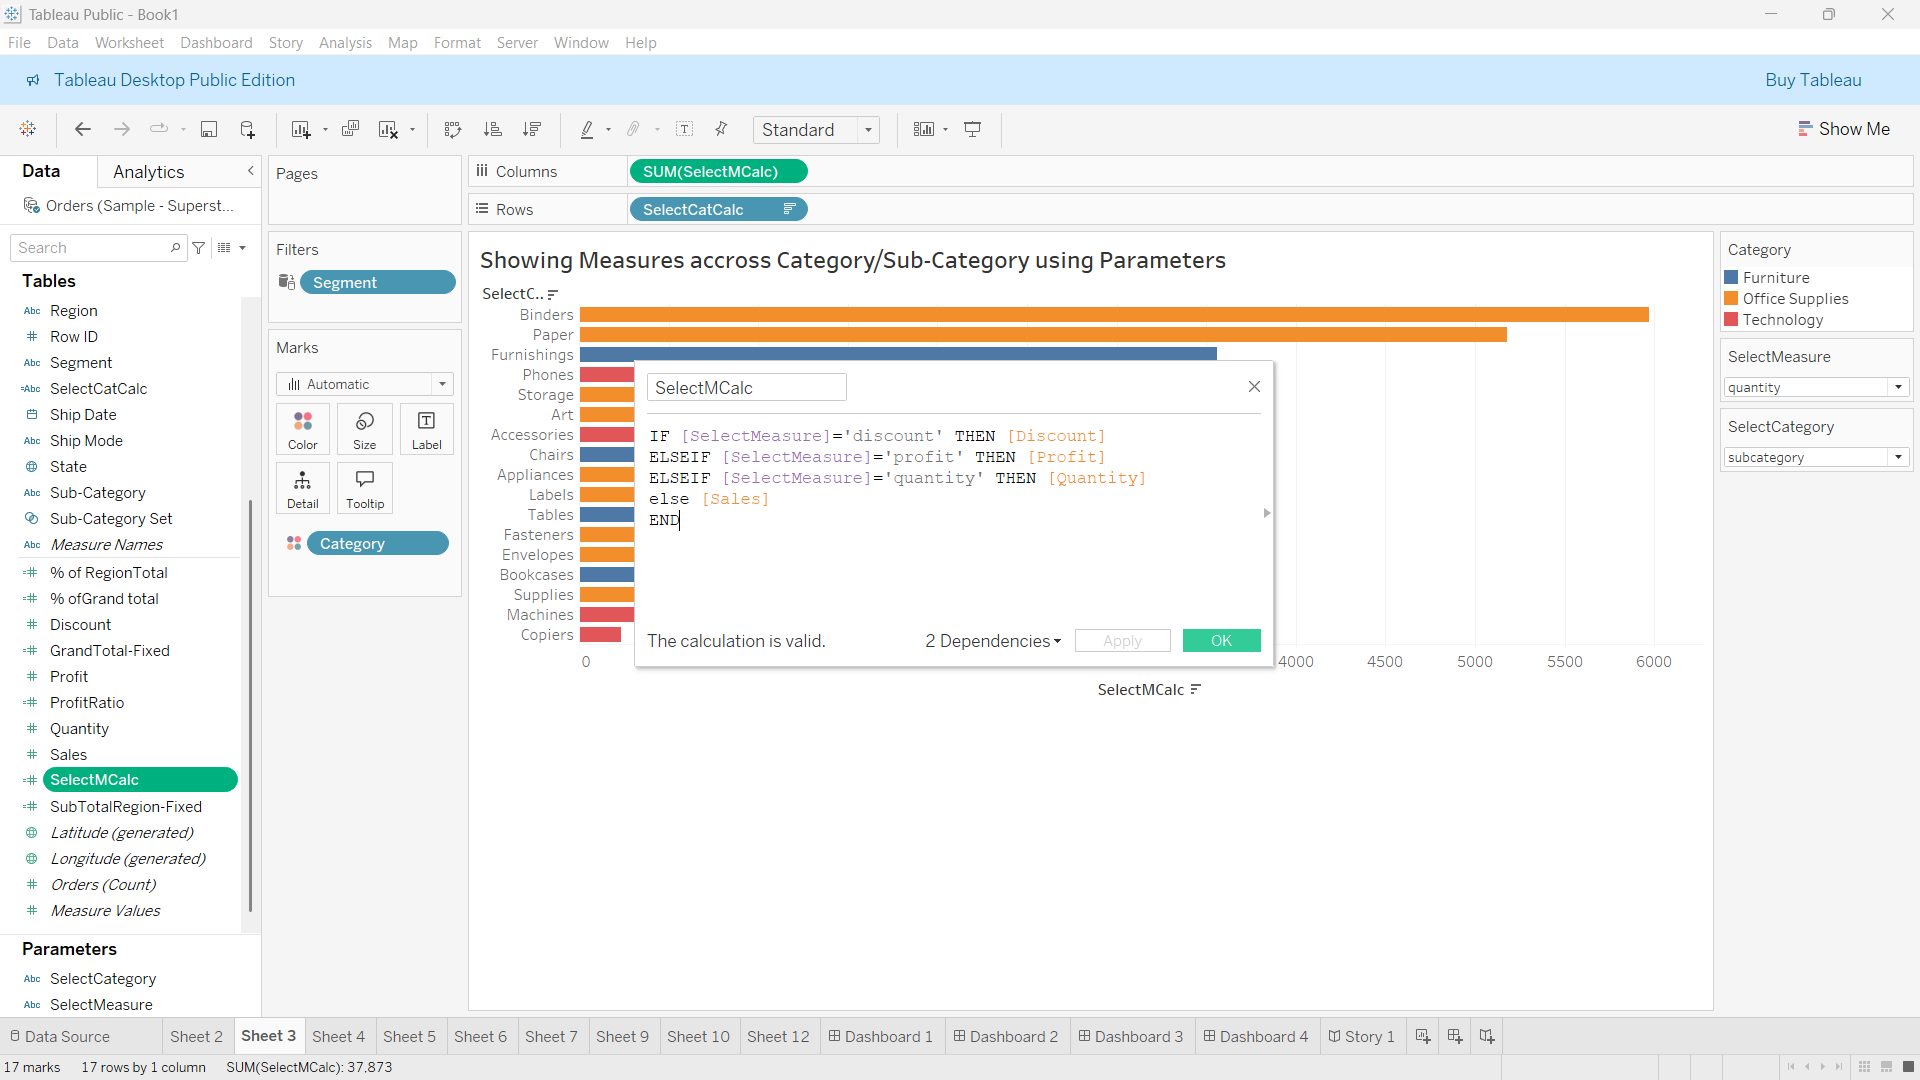 Tableau Public - Book1
File Data Worksheet Dashboard Story Analysis Map Format Server Window Help
Tableau Desktop Public Edition
Buy Tableau
Standard
Show Me
Data
Analytics
Orders (Sample - Superst...
Search
Tables
Abc Region
Row ID
Abc Segment
=Abc SelectCatCalc
Ship Date
Abc Ship Mode
State
Abc Sub-Category
Sub-Category Set
Abc Measure Names
% of RegionTotal
% ofGrand total
Discount
GrandTotal-Fixed
Profit
ProfitRatio
Quantity
Sales
SelectMCalc
SubTotalRegion-Fixed
Latitude (generated)
Longitude (generated)
Orders (Count)
Measure Values
Parameters
Abc SelectCategory
Abc SelectMeasure
Pages
Filters
Segment
Marks
Automatic
Color
Size
Label
Detail
Tooltip
Category
Columns
SUM(SelectMCalc)
Rows
SelectCatCalc
Showing Measures accross Category/Sub-Category using Parameters
SelectC..
Binders
Paper
Furnishings
Phones
Storage
Art
Accessories
Chairs
Appliances
Labels
Tables
Fasteners
Envelopes
Bookcases
Supplies
Machines
Copiers
0
4000 4500 5000 5500 6000
SelectMCalc
SelectMCalc
IF [SelectMeasure]='discount' THEN [Discount]
ELSEIF [SelectMeasure]='profit' THEN [Profit]
ELSEIF [SelectMeasure]='quantity' THEN [Quantity]
else [Sales]
END
The calculation is valid.
2 Dependencies
Apply
OK
Category
Furniture
Office Supplies
Technology
SelectMeasure
quantity
SelectCategory
subcategory
Data Source
Sheet 2
Sheet 3
Sheet 4
Sheet 5
Sheet 6
Sheet 7
Sheet 9
Sheet 10
Sheet 12
Dashboard 1
Dashboard 2
Dashboard 3
Dashboard 4
Story 1
17 marks
17 rows by 1 column
SUM(SelectMCalc): 37,873